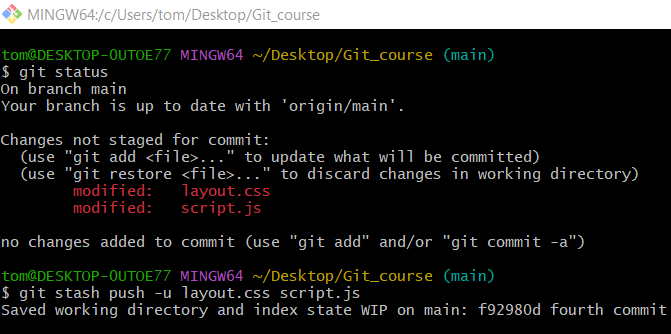 MINGW64:/c/Users/tom/Desktop/Git_course
tom@DESKTOP-OUTOE77 MINGW64 ~/Desktop/Git_course (main)
$ git status
On branch main
Your branch is up to date with 'origin/main'.
Changes not staged for commit:
(use "git add <file>..." to update what will be committed)
(use "git restore <file>..." to discard changes in working directory)
modified: layout.css
modified: script.js
no changes added to commit (use "git add" and/or "git commit -a")
tom@DESKTOP-OUTOE77 MINGW64 ~/Desktop/Git_course (main)
$ git stash push -u layout.css script.js
Saved working directory and index state WIP on main: f92980d fourth commit